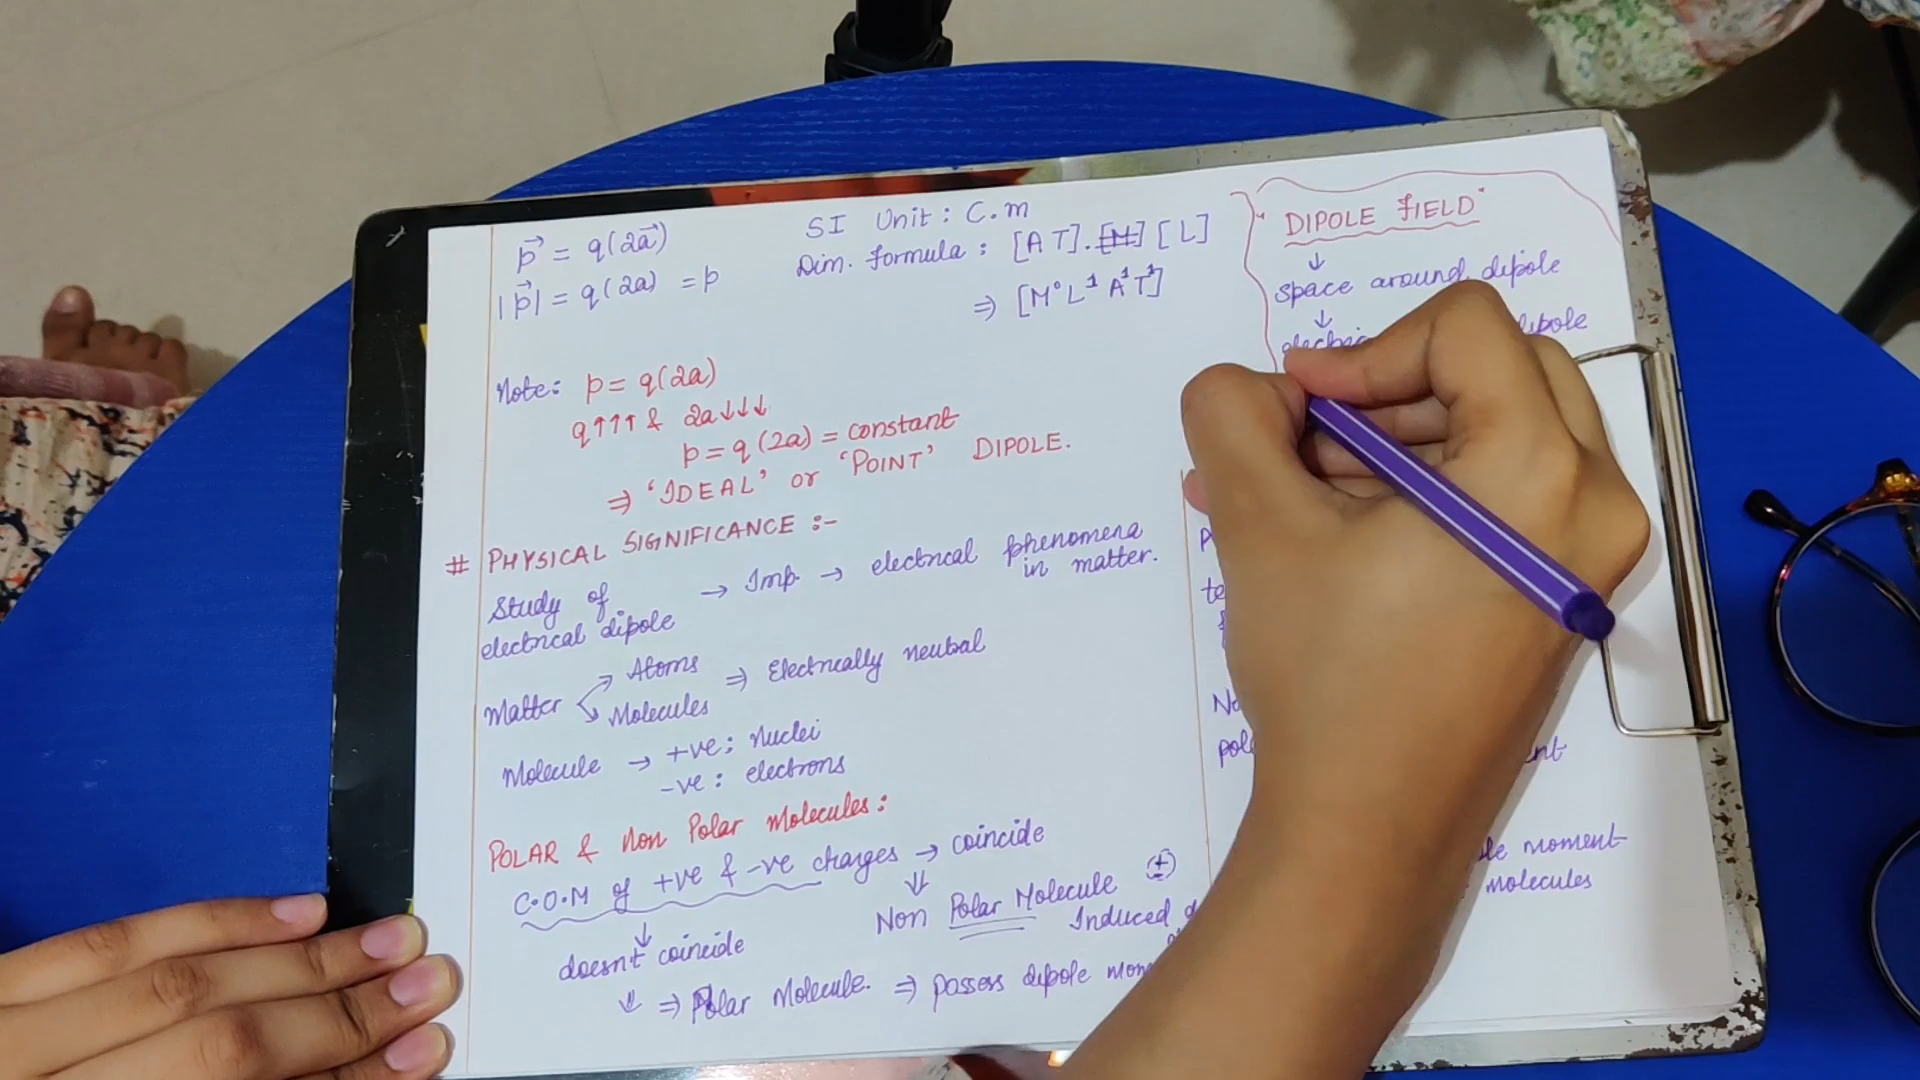 p⃗ = q(2a⃗)
|p⃗| = q(2a) = p
SI Unit : C.m
Dim. formula : [A T]. [M] [L]
⇒ [M⁰L¹A¹T¹]
Note: p = q(2a)
q↑↑↑ & 2a↓↓↓
p = q(2a) = constant
⇒ 'IDEAL' or 'POINT' DIPOLE.
# PHYSICAL SIGNIFICANCE :-
Study of electrical dipole → Imp. → electrical phenomena in matter.
Matter → Atoms
↘ Molecules ⇒ Electrically neutral
Molecule → +ve : nuclei
-ve : electrons
POLAR & Non Polar Molecules :
C.O.M of +ve & -ve charges → coincide
⇓
Non Polar Molecule ±
Induced
↓
doesn't coincide
⇓ ⇒ Polar Molecule. ⇒ possess dipole
DIPOLE FIELD
↓
space around dipole
↓
dipole
moment
molecules